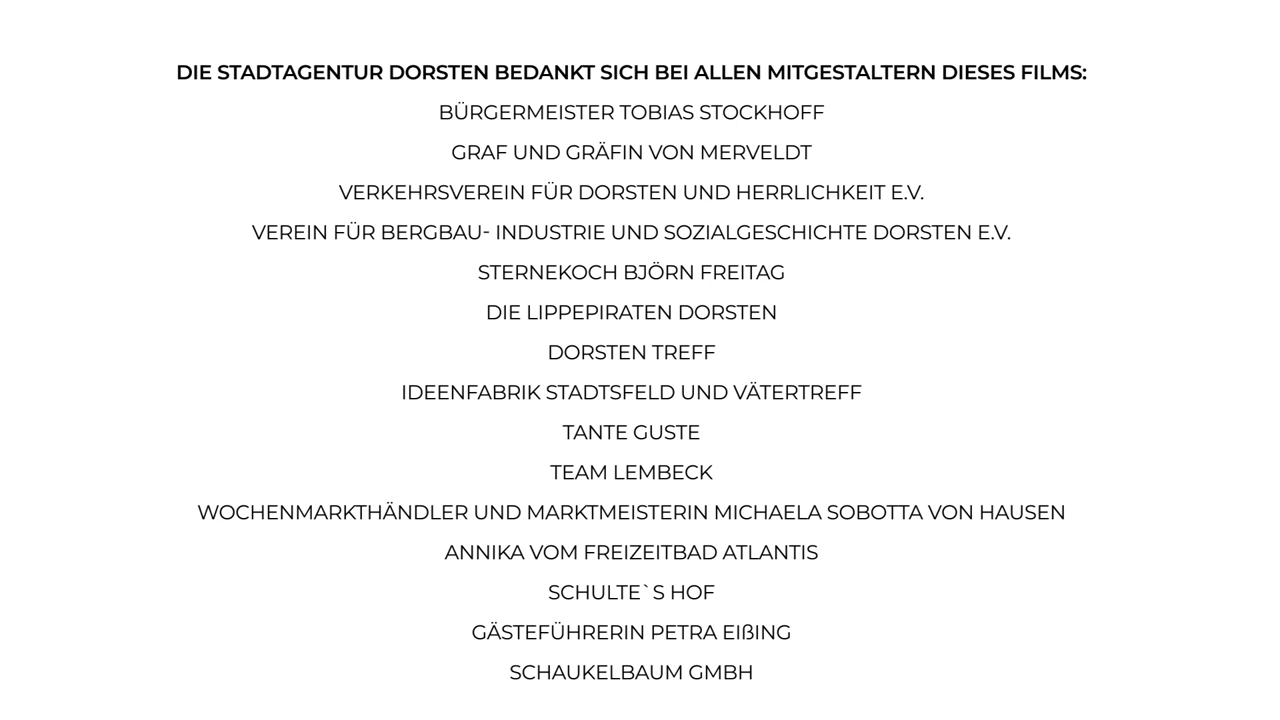 DIE STADTAGENTUR DORSTEN BEDANKT SICH BEI ALLEN MITGESTALTERN DIESES FILMS:
BÜRGERMEISTER TOBIAS STOCKHOFF
GRAF UND GRÄFIN VON MERVELDT
VERKEHRSVEREIN FÜR DORSTEN UND HERRLICHKEIT E.V.
VEREIN FÜR BERGBAU- INDUSTRIE UND SOZIALGESCHICHTE DORSTEN E.V.
STERNEKOCH BJÖRN FREITAG
DIE LIPPEPIRATEN DORSTEN
DORSTEN TREFF
IDEENFABRIK STADTSFELD UND VÄTERTREFF
TANTE GUSTE
TEAM LEMBECK
WOCHENMARKTHÄNDLER UND MARKTMEISTERIN MICHAELA SOBOTTA VON HAUSEN
ANNIKA VOM FREIZEITBAD ATLANTIS
SCHULTE`S HOF
GÄSTEFÜHRERIN PETRA EIßING
SCHAUKELBAUM GMBH